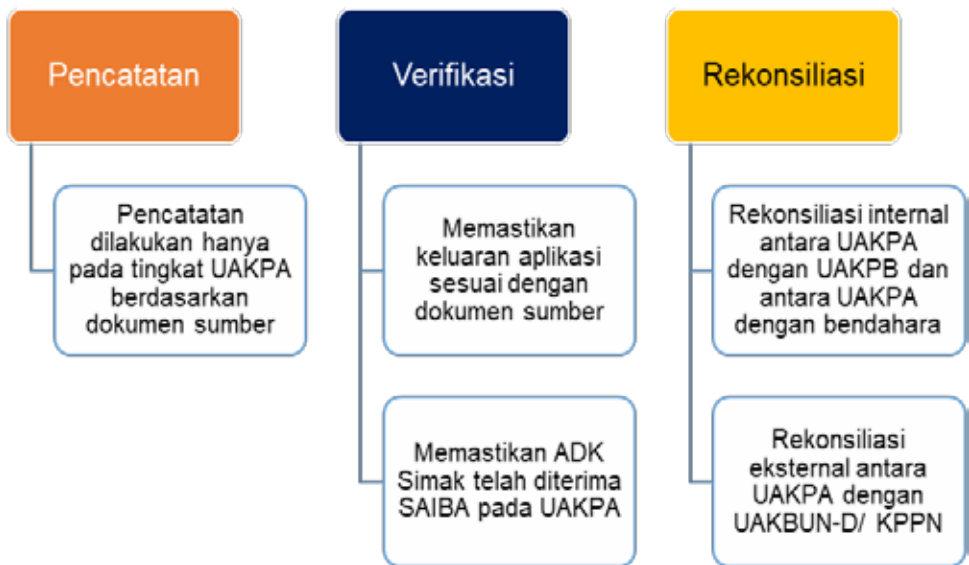 Pencatatan
Pencatatan
dilakukan hanya
pada tingkat UAKPA
berdasarkan
dokumen sumber
Verifikasi
Memastikan
keluaran aplikasi
sesuai dengan
dokumen sumber
Memastikan ADK
Simak telah diterima
SAIBA pada UAKPA
Rekonsiliasi
Rekonsiliasi internal
antara UAKPA
dengan UAKPB dan
antara UAKPA
dengan bendahara
Rekonsiliasi
eksternal antara
UAKPA dengan
UAKBUN-D/ KPPN